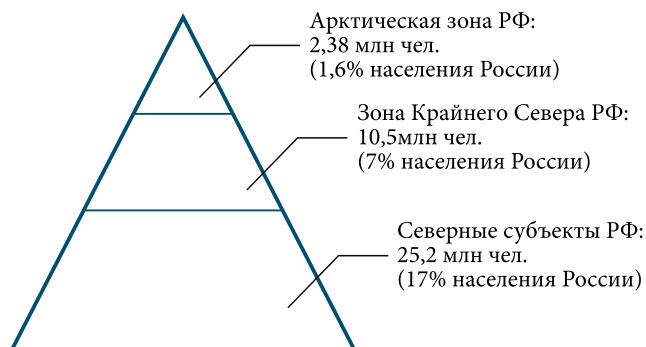 Арктическая зона РФ:
2,38 млн чел.
(1,6% населения России)
Зона Крайнего Севера РФ:
10,5млн чел.
(7% населения России)
Северные субъекты РФ:
25,2 млн чел.
(17% населения России)